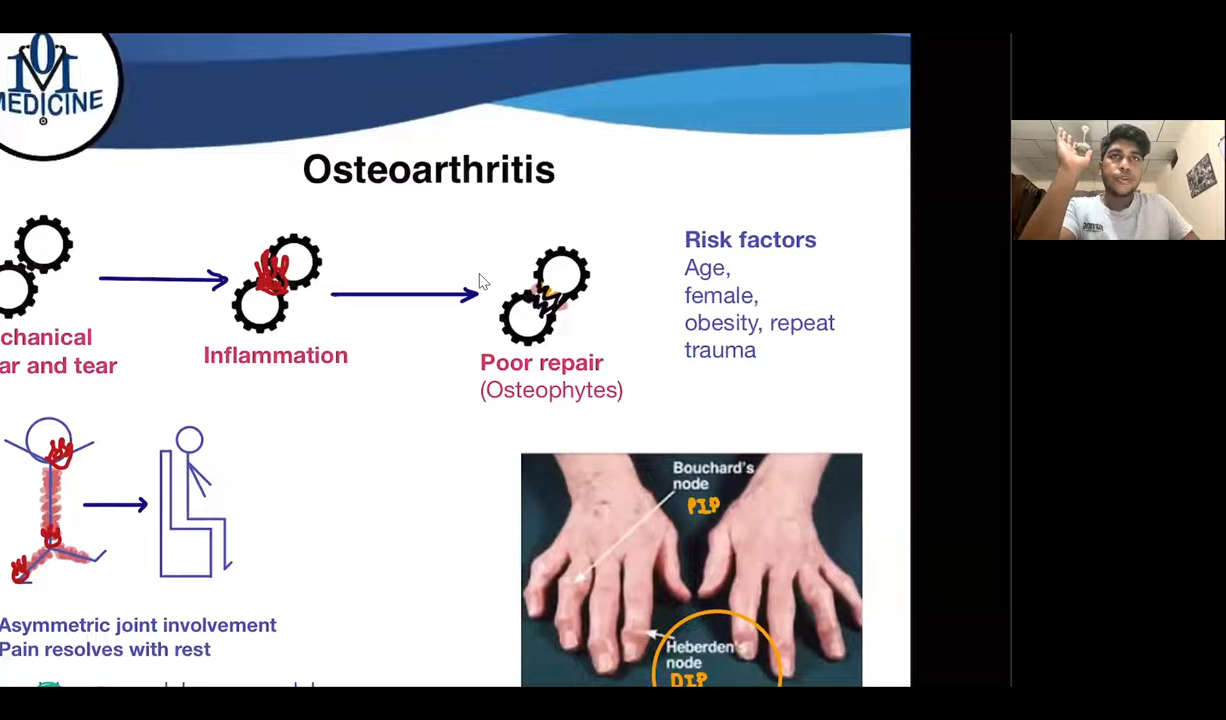 OM
MEDICINE
Osteoarthritis
chanical
ar and tear
Inflammation
Poor repair
(Osteophytes)
Risk factors
Age,
female,
obesity, repeat
trauma
Bouchard's
node
PIP
Heberden's
node
DIP
Asymmetric joint involvement
Pain resolves with rest